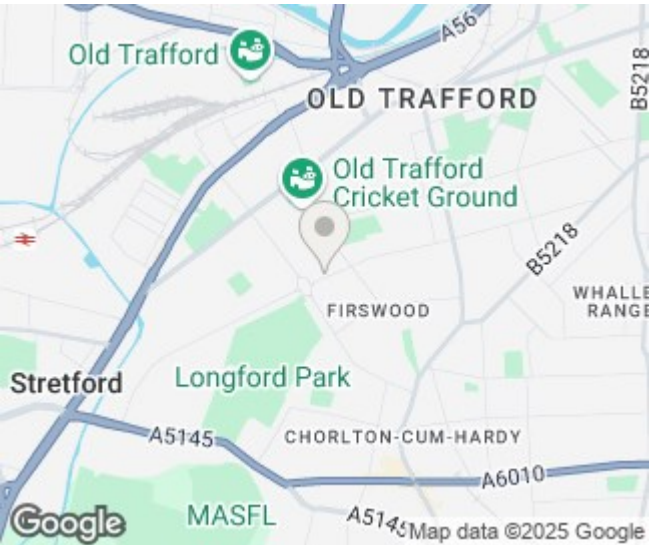 A56
B5218
Old Trafford
OLD TRAFFORD
Old Trafford
Cricket Ground
B5218
WHALLE
RANGE
FIRSWOOD
Longford Park
Stretford
A5145
CHORLTON-CUM-HARDY
A6010
MASFL
A5145
Google
Map data ©2025 Google